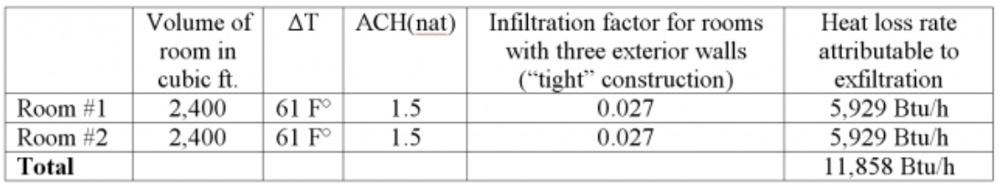 Volume of room in cubic ft. ΔT ACH(nat) Infiltration factor for rooms with three exterior walls (“tight” construction) Heat loss rate attributable to exfiltration
Room #1 2,400 61 F° 1.5 0.027 5,929 Btu/h
Room #2 2,400 61 F° 1.5 0.027 5,929 Btu/h
Total 11,858 Btu/h